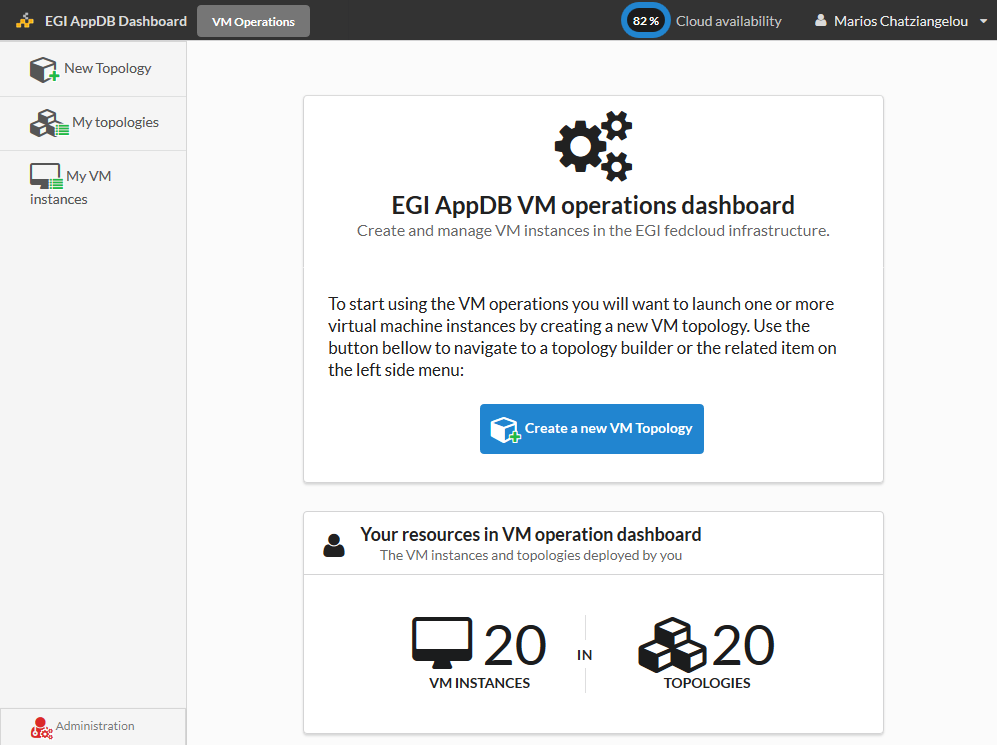 EGI AppDB Dashboard
VM Operations
82 %
Cloud availability
Marios Chatziangelou
New Topology
My topologies
My VM
instances
EGI AppDB VM operations dashboard
Create and manage VM instances in the EGI fedcloud infrastructure.
To start using the VM operations you will want to launch one or more
virtual machine instances by creating a new VM topology. Use the
button bellow to navigate to a topology builder or the related item on
the left side menu:
Create a new VM Topology
Your resources in VM operation dashboard
The VM instances and topologies deployed by you
20
VM INSTANCES
IN
20
TOPOLOGIES
Administration